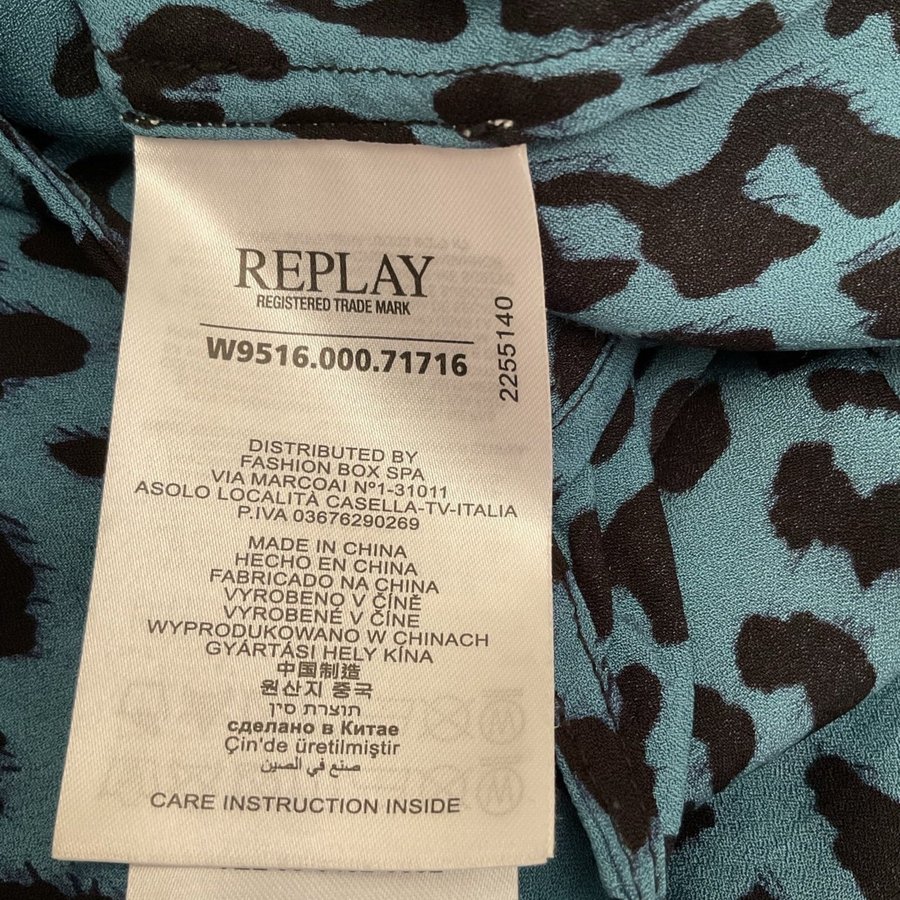 REPLAY
REGISTERED TRADE MARK
W9516.000.71716
2255140
DISTRIBUTED BY
FASHION BOX SPA
VIA MARCOAI N°1-31011
ASOLO LOCALITÀ CASELLA-TV-ITALIA
P.IVA 03676290269
MADE IN CHINA
HECHO EN CHINA
FABRICADO NA CHINA
VYROBENO V ČÍNĚ
VYROBENÉ V ČÍNE
WYPRODUKOWANO W CHINACH
GYÁRTÁSI HELY KÍNA
中国制造
원산지 중국
תוצרת סין
сделано в Китае
Çin'de üretilmiştir
صنع في الصين
CARE INSTRUCTION INSIDE